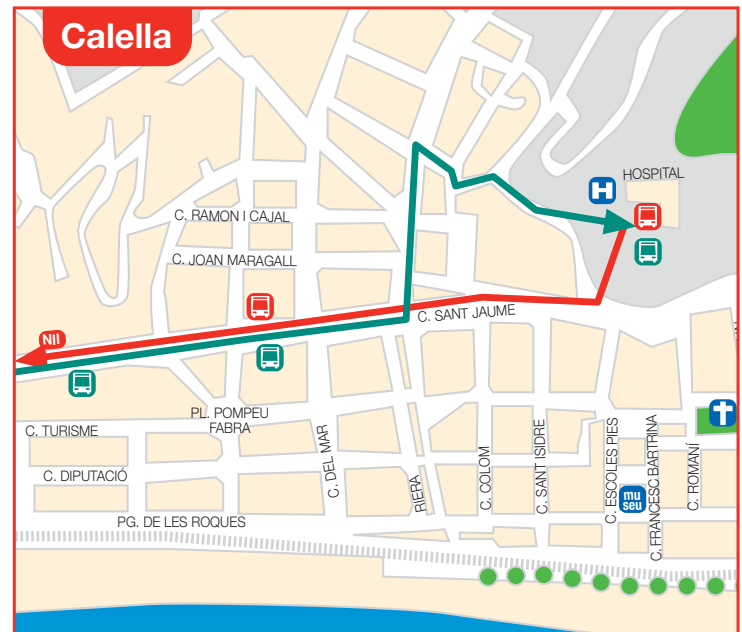 Calella
HOSPITAL
H
C. RAMON I CAJAL
C. JOAN MARAGALL
C. SANT JAUME
NII
PL. POMPEU
FABRA
C. TURISME
C. DIPUTACIÓ
C. DEL MAR
RIERA
C. COLOM
C. SANT ISIDRE
C. ESCOLES PIES
C. FRANCESC BARTRINA
C. ROMANÍ
mu
seu
PG. DE LES ROQUES